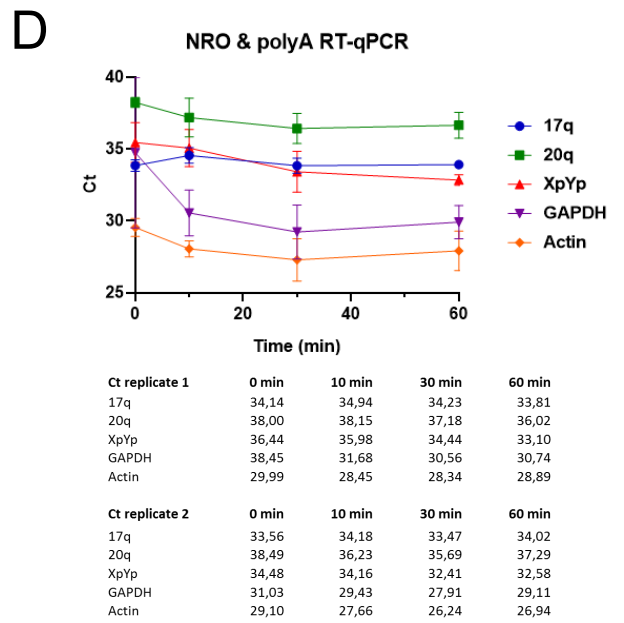 D
NRO & polyA RT-qPCR
40
35
30
25
Ct
0
20
40
60
Time (min)
17q
20q
XpYp
GAPDH
Actin
Ct replicate 1 0 min 10 min 30 min 60 min
17q 34,14 34,94 34,23 33,81
20q 38,00 38,15 37,18 36,02
XpYp 36,44 35,98 34,44 33,10
GAPDH 38,45 31,68 30,56 30,74
Actin 29,99 28,45 28,34 28,89
Ct replicate 2 0 min 10 min 30 min 60 min
17q 33,56 34,18 33,47 34,02
20q 38,49 36,23 35,69 37,29
XpYp 34,48 34,16 32,41 32,58
GAPDH 31,03 29,43 27,91 29,11
Actin 29,10 27,66 26,24 26,94